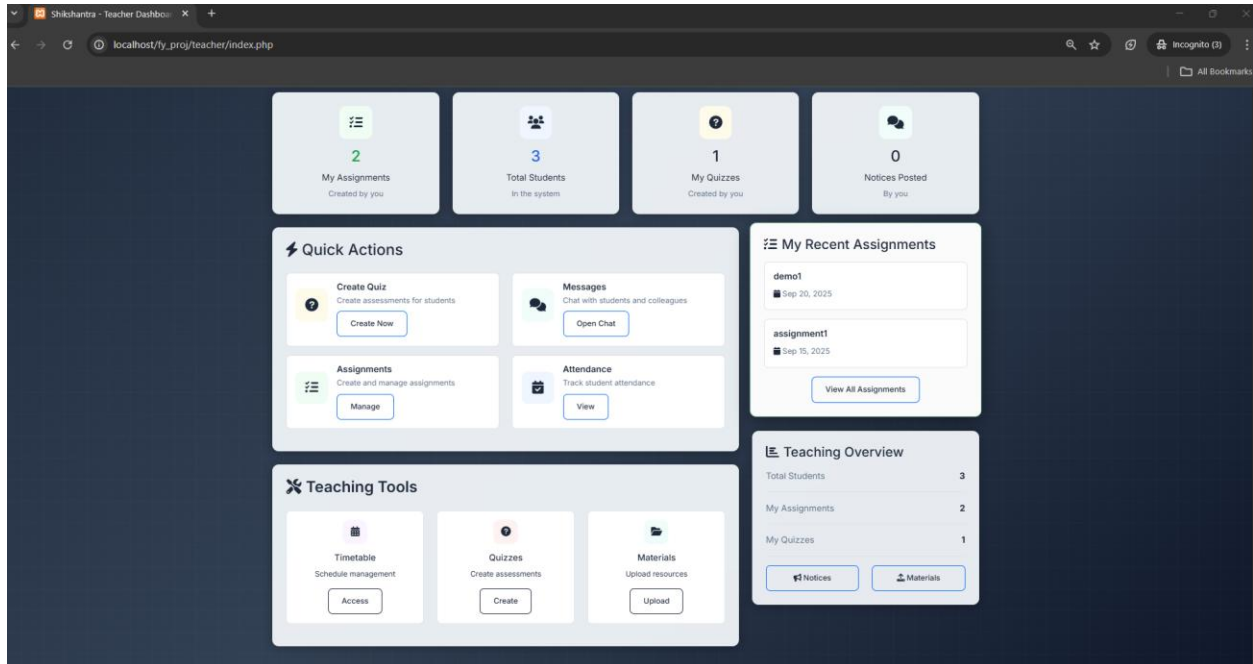 Shikshantra - Teacher Dashboar
localhost/fy_proj/teacher/index.php
Incognito (3)
All Bookmarks
2
My Assignments
Created by you
3
Total Students
In the system
1
My Quizzes
Created by you
0
Notices Posted
By you
Quick Actions
Create Quiz
Create assessments for students
Create Now
Messages
Chat with students and colleagues
Open Chat
Assignments
Create and manage assignments
Manage
Attendance
Track student attendance
View
Teaching Tools
Timetable
Schedule management
Access
Quizzes
Create assessments
Create
Materials
Upload resources
Upload
My Recent Assignments
demo1
Sep 20, 2025
assignment1
Sep 15, 2025
View All Assignments
Teaching Overview
Total Students 3
My Assignments 2
My Quizzes 1
Notices
Materials